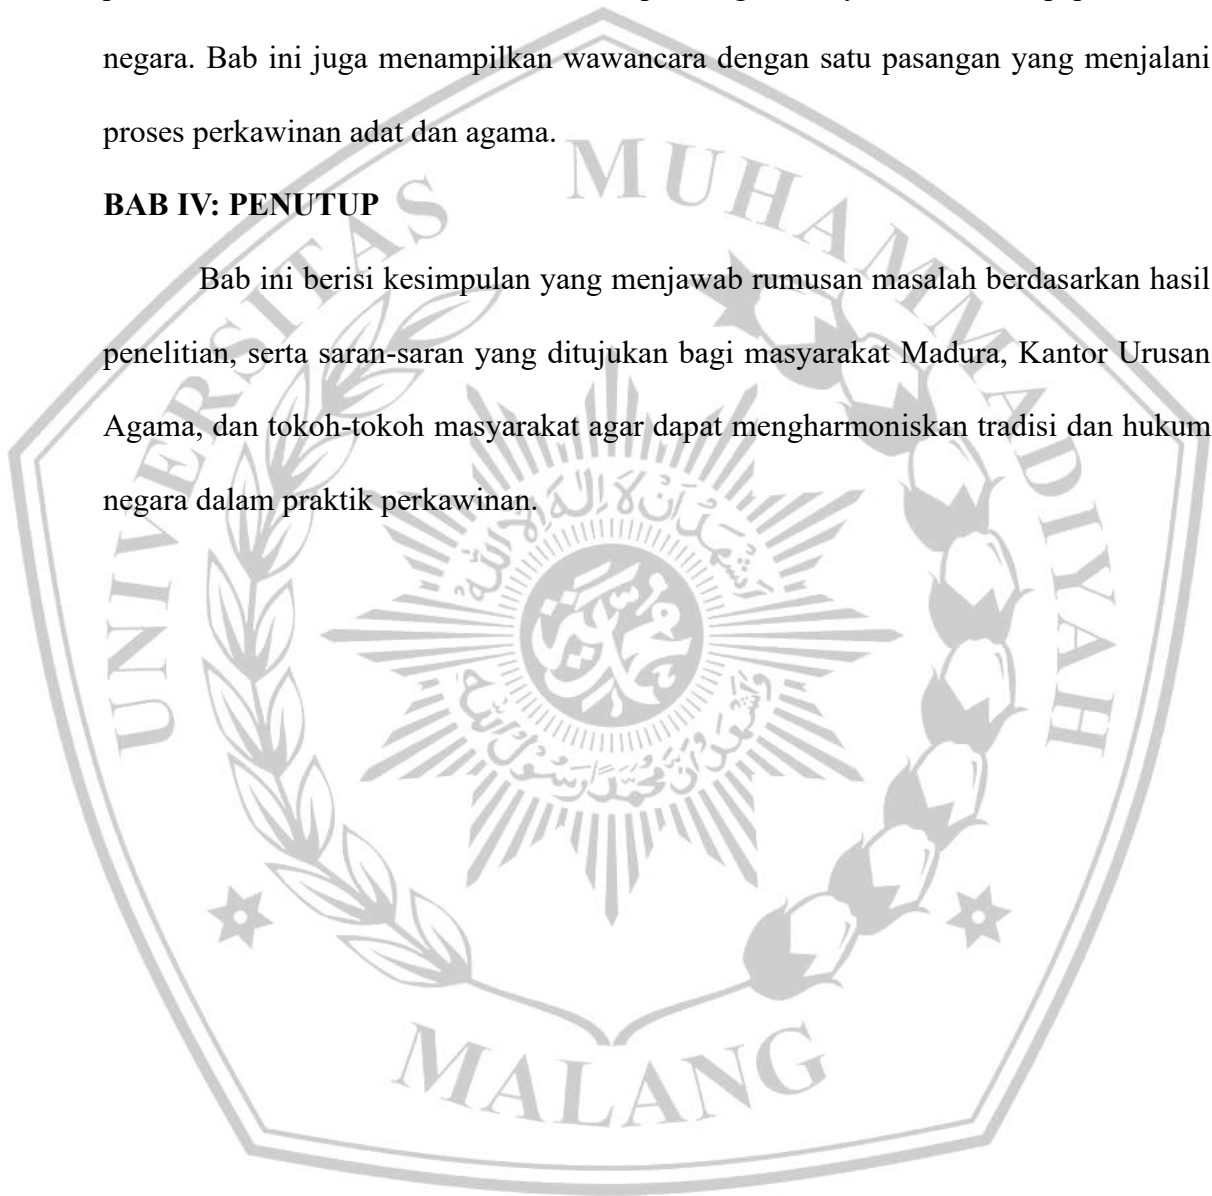 negara. Bab ini juga menampilkan wawancara dengan satu pasangan yang menjalani
proses perkawinan adat dan agama.
BAB IV: PENUTUP
Bab ini berisi kesimpulan yang menjawab rumusan masalah berdasarkan hasil
penelitian, serta saran-saran yang ditujukan bagi masyarakat Madura, Kantor Urusan
Agama, dan tokoh-tokoh masyarakat agar dapat mengharmoniskan tradisi dan hukum
negara dalam praktik perkawinan.
UNIVERSITAS MUHAMMADIYAH
MALANG